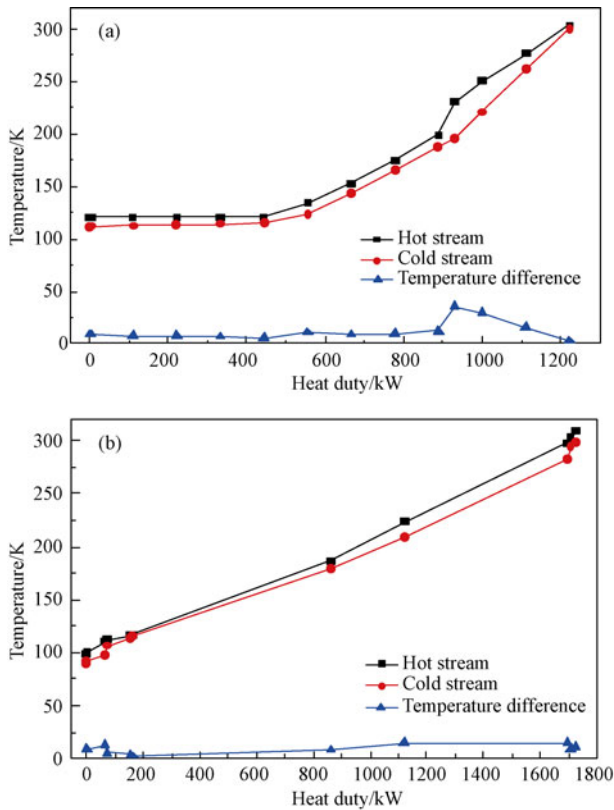 (a)
300
250
200
150
100
50
0
Temperature/K
Hot stream
Cold stream
Temperature difference
0 200 400 600 800 1000 1200
Heat duty/kW
(b)
300
250
200
150
100
50
0
Temperature/K
Hot stream
Cold stream
Temperature difference
0 200 400 600 800 1000 1200 1400 1600 1800
Heat duty/kW